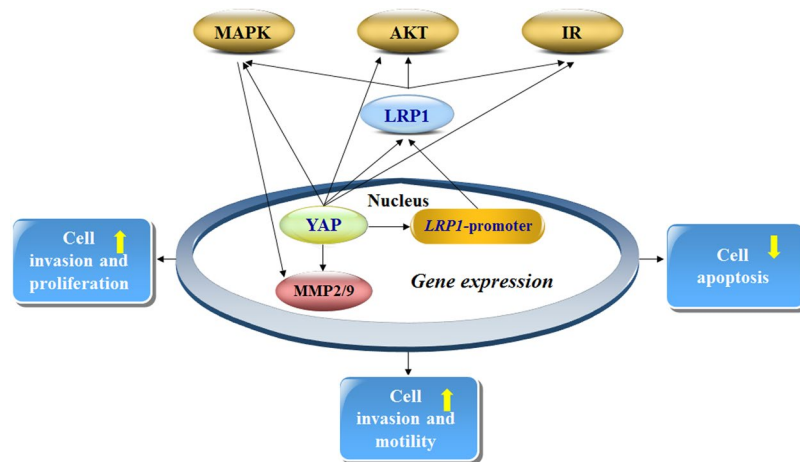 MAPK
AKT
IR
LRP1
Nucleus
YAP
LRP1-promoter
MMP2/9
Gene expression
Cell
invasion and
proliferation
Cell
apoptosis
Cell
invasion and
motility